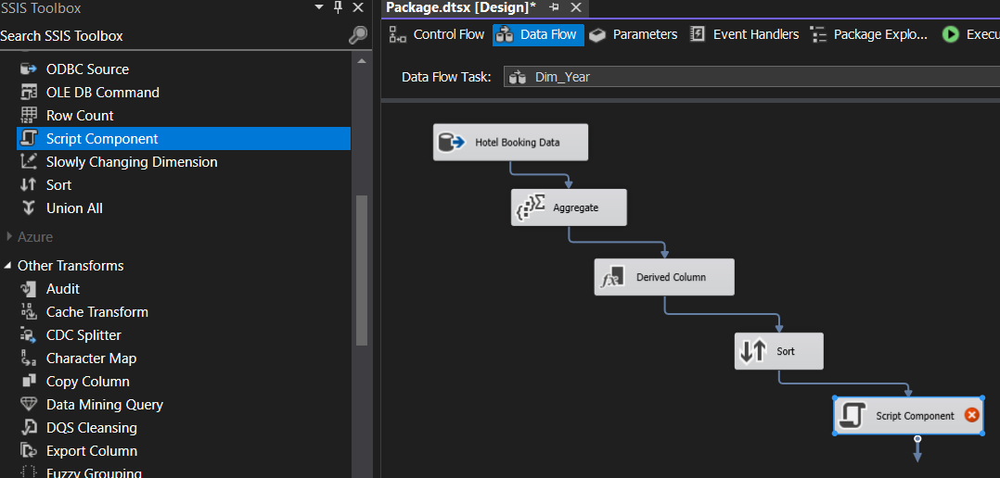 SSIS Toolbox
Search SSIS Toolbox
ODBC Source
OLE DB Command
Row Count
Script Component
Slowly Changing Dimension
Sort
Union All
Azure
Other Transforms
Audit
Cache Transform
CDC Splitter
Character Map
Copy Column
Data Mining Query
DQS Cleansing
Export Column
Fuzzy Grouping
Package.dtsx [Design]*
Control Flow
Data Flow
Parameters
Event Handlers
Package Explo...
Execu
Data Flow Task:
Dim_Year
Hotel Booking Data
Aggregate
Derived Column
Sort
Script Component